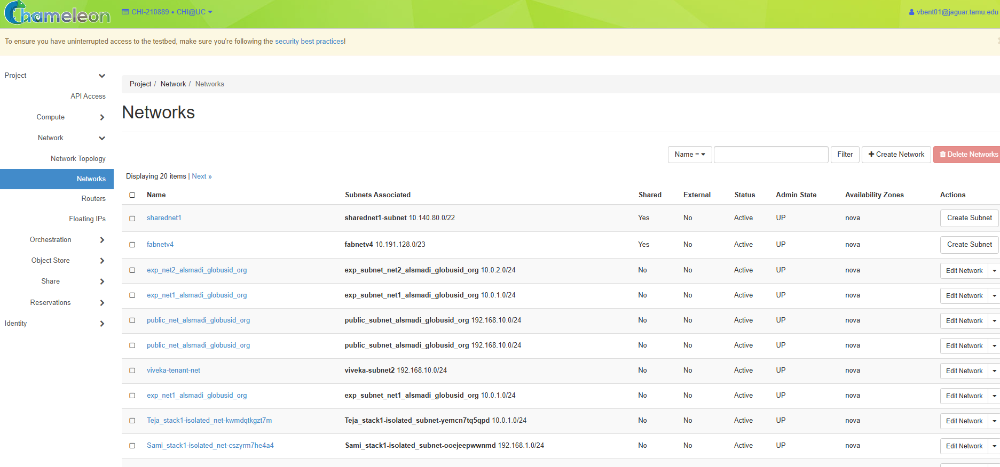 Chameleon
CHI-210889 • CHI@UC
vbent01@jaguar.tamu.edu
To ensure you have uninterrupted access to the testbed, make sure you're following the security best practices!
Project
API Access
Compute
Network
Network Topology
Networks
Routers
Floating IPs
Orchestration
Object Store
Share
Reservations
Identity
Project / Network / Networks
Networks
Name = Filter Create Network Delete Networks
Displaying 20 items | Next »
Name Subnets Associated Shared External Status Admin State Availability Zones Actions
sharednet1 sharednet1-subnet 10.140.80.0/22 Yes No Active UP nova Create Subnet
fabnetv4 fabnetv4 10.191.128.0/23 Yes No Active UP nova Create Subnet
exp_net2_alsmadi_globusid_org exp_subnet_net2_alsmadi_globusid_org 10.0.2.0/24 No No Active UP nova Edit Network
exp_net1_alsmadi_globusid_org exp_subnet_net1_alsmadi_globusid_org 10.0.1.0/24 No No Active UP nova Edit Network
public_net_alsmadi_globusid_org public_subnet_alsmadi_globusid_org 192.168.10.0/24 No No Active UP nova Edit Network
public_net_alsmadi_globusid_org public_subnet_alsmadi_globusid_org 192.168.10.0/24 No No Active UP nova Edit Network
viveka-tenant-net viveka-subnet2 192.168.10.0/24 No No Active UP nova Edit Network
exp_net1_alsmadi_globusid_org exp_subnet_net1_alsmadi_globusid_org 10.0.1.0/24 No No Active UP nova Edit Network
Teja_stack1-isolated_net-kwmdqtkgzt7m Teja_stack1-isolated_subnet-yemcn7tq5qpd 10.0.1.0/24 No No Active UP nova Edit Network
Sami_stack1-isolated_net-cszyrm7he4a4 Sami_stack1-isolated_subnet-ooejeepwwnmd 192.168.1.0/24 No No Active UP nova Edit Network